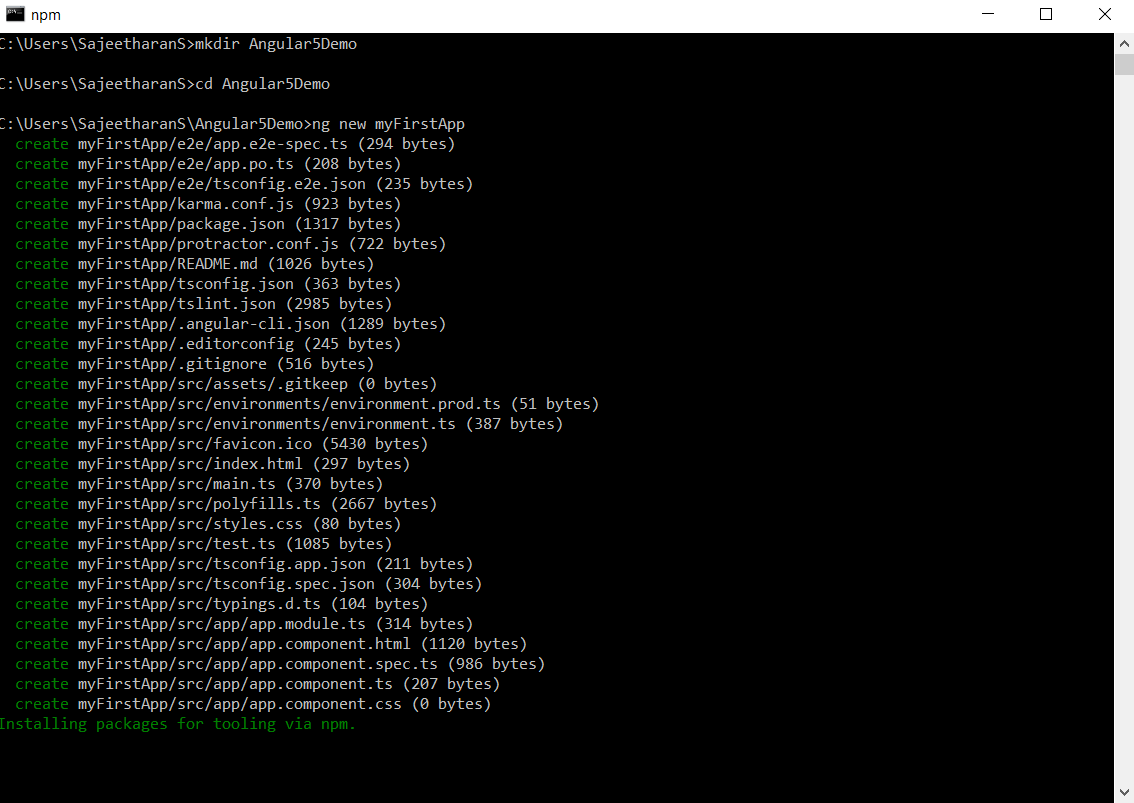 npm
C:\Users\SajeetharanS>mkdir Angular5Demo
C:\Users\SajeetharanS>cd Angular5Demo
C:\Users\SajeetharanS\Angular5Demo>ng new myFirstApp
create myFirstApp/e2e/app.e2e-spec.ts (294 bytes)
create myFirstApp/e2e/app.po.ts (208 bytes)
create myFirstApp/e2e/tsconfig.e2e.json (235 bytes)
create myFirstApp/karma.conf.js (923 bytes)
create myFirstApp/package.json (1317 bytes)
create myFirstApp/protractor.conf.js (722 bytes)
create myFirstApp/README.md (1026 bytes)
create myFirstApp/tsconfig.json (363 bytes)
create myFirstApp/tslint.json (2985 bytes)
create myFirstApp/.angular-cli.json (1289 bytes)
create myFirstApp/.editorconfig (245 bytes)
create myFirstApp/.gitignore (516 bytes)
create myFirstApp/src/assets/.gitkeep (0 bytes)
create myFirstApp/src/environments/environment.prod.ts (51 bytes)
create myFirstApp/src/environments/environment.ts (387 bytes)
create myFirstApp/src/favicon.ico (5430 bytes)
create myFirstApp/src/index.html (297 bytes)
create myFirstApp/src/main.ts (370 bytes)
create myFirstApp/src/polyfills.ts (2667 bytes)
create myFirstApp/src/styles.css (80 bytes)
create myFirstApp/src/test.ts (1085 bytes)
create myFirstApp/src/tsconfig.app.json (211 bytes)
create myFirstApp/src/tsconfig.spec.json (304 bytes)
create myFirstApp/src/typings.d.ts (104 bytes)
create myFirstApp/src/app/app.module.ts (314 bytes)
create myFirstApp/src/app/app.component.html (1120 bytes)
create myFirstApp/src/app/app.component.spec.ts (986 bytes)
create myFirstApp/src/app/app.component.ts (207 bytes)
create myFirstApp/src/app/app.component.css (0 bytes)
Installing packages for tooling via npm.